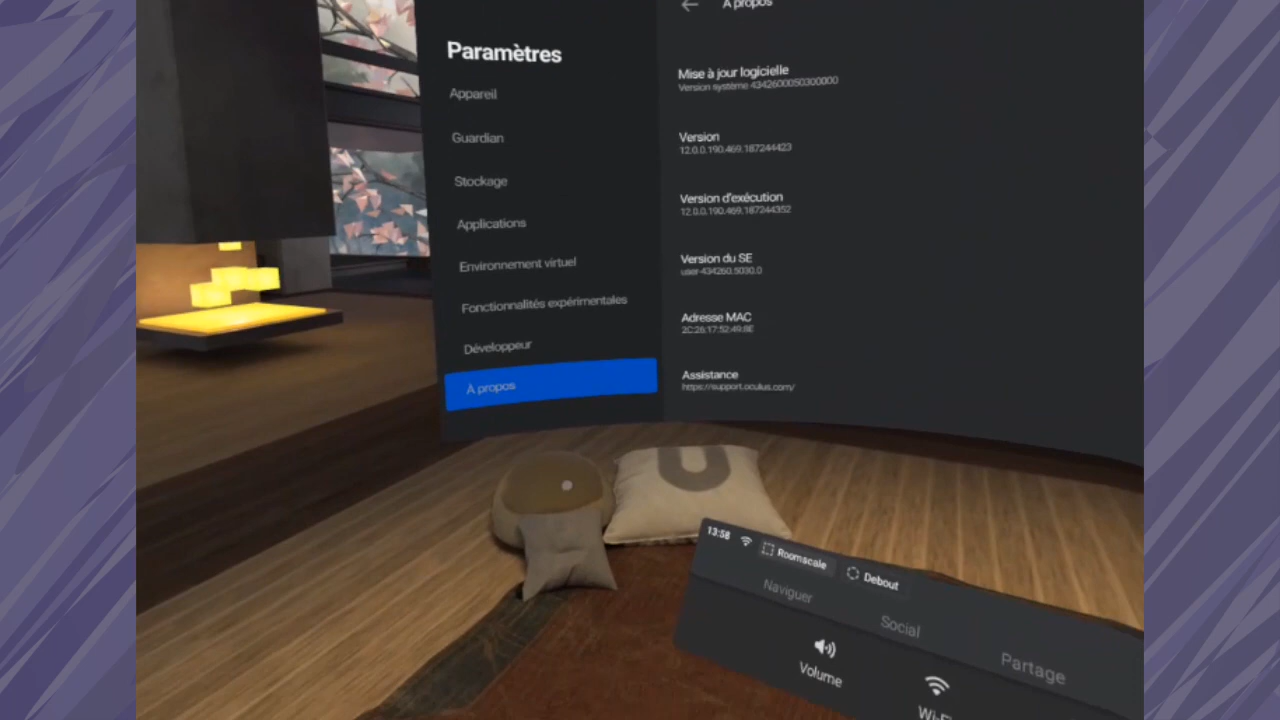 À propos
Paramètres
Appareil
Guardian
Stockage
Applications
Environnement virtuel
Fonctionnalités expérimentales
Développeur
À propos
Mise à jour logicielle
Version système 4342600050300000
Version
12.0.0.190.469.187244423
Version d'exécution
12.0.0.190.469.187244352
Version du SE
user-434260.5030.0
Adresse MAC
2C:26:17:52:49:8E
Assistance
https://support.oculus.com/
U
13:58
Roomscale
Debout
Naviguer
Social
Partage
Volume
Wi-Fi